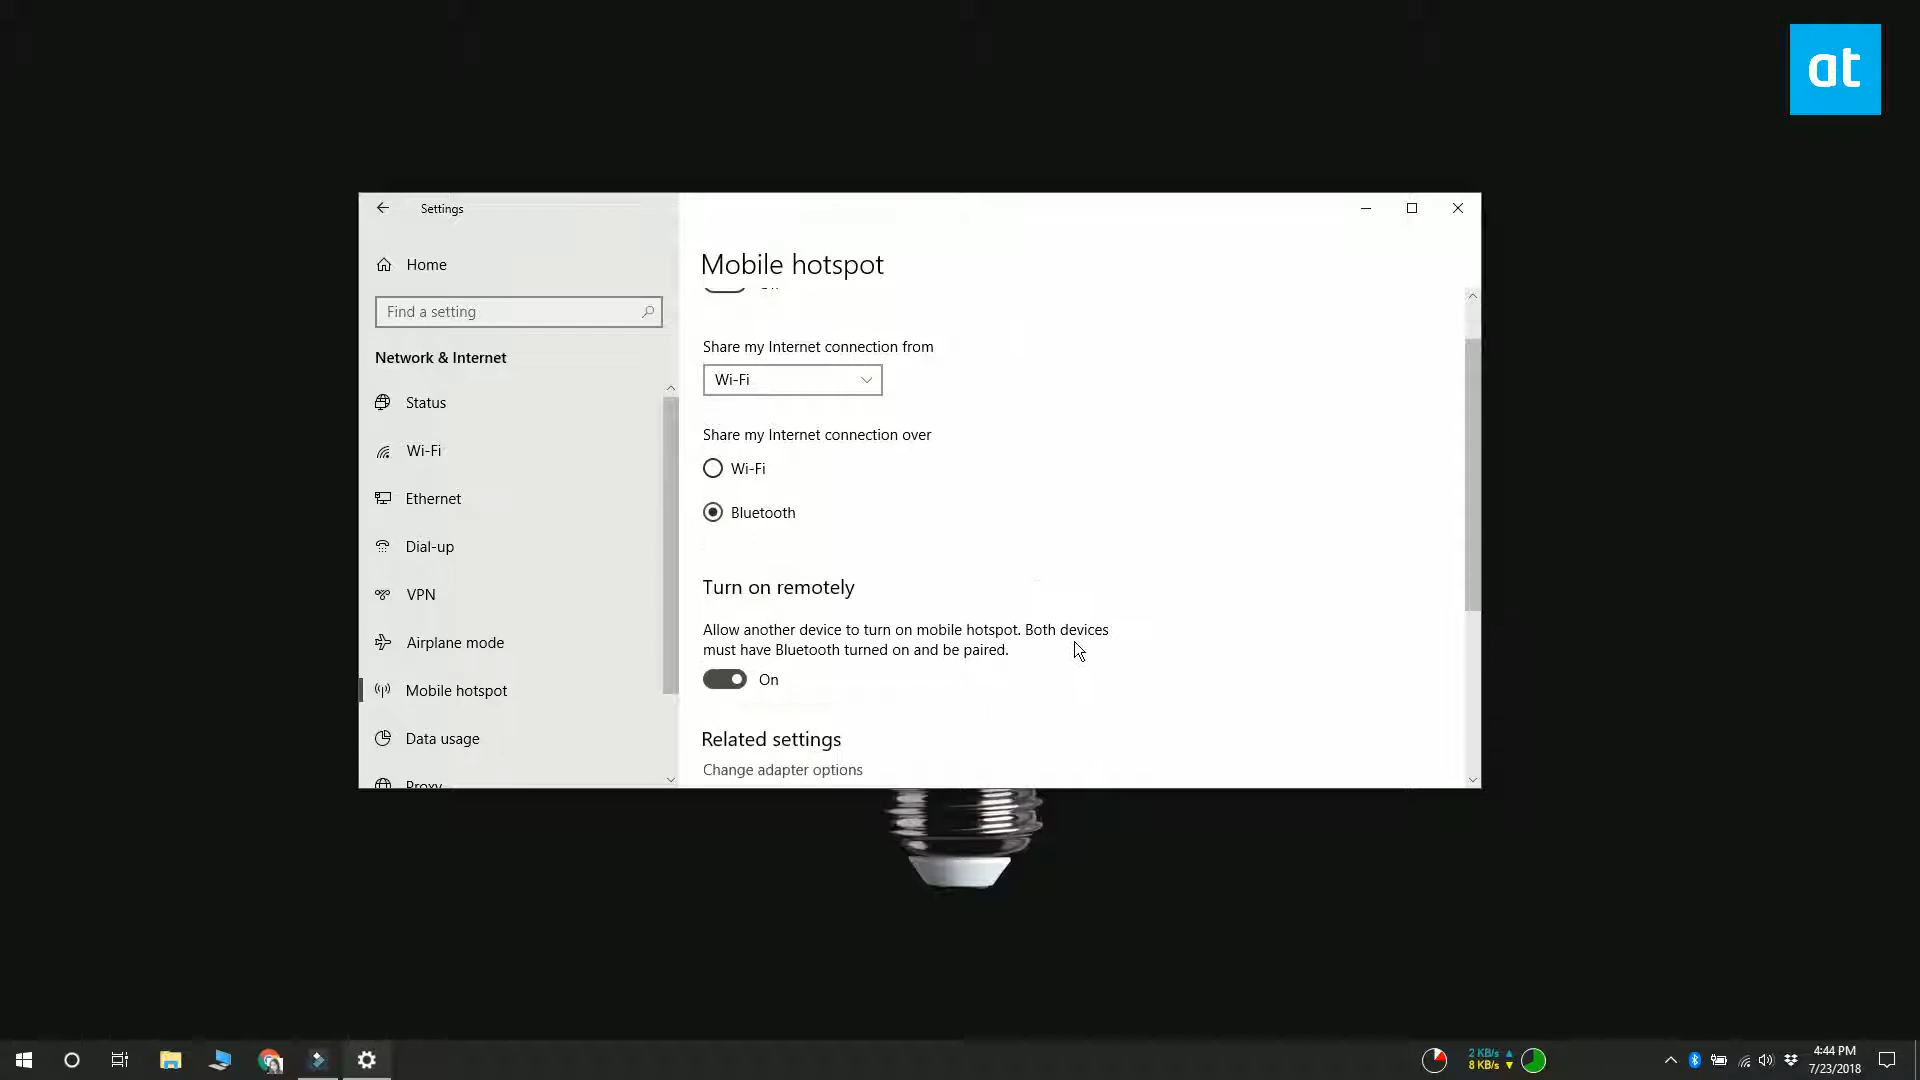 at
Settings
Home
Mobile hotspot
Find a setting
Share my Internet connection from
Network & Internet
Wi-Fi
Status
Share my Internet connection over
Wi-Fi
Wi-Fi
Ethernet
Bluetooth
Dial-up
Turn on remotely
VPN
Allow another device to turn on mobile hotspot. Both devices
must have Bluetooth turned on and be paired.
Airplane mode
On
Mobile hotspot
Related settings
Data usage
Change adapter options
Proxy
2 KB/s
8 KB/s
4:44 PM
7/23/2018